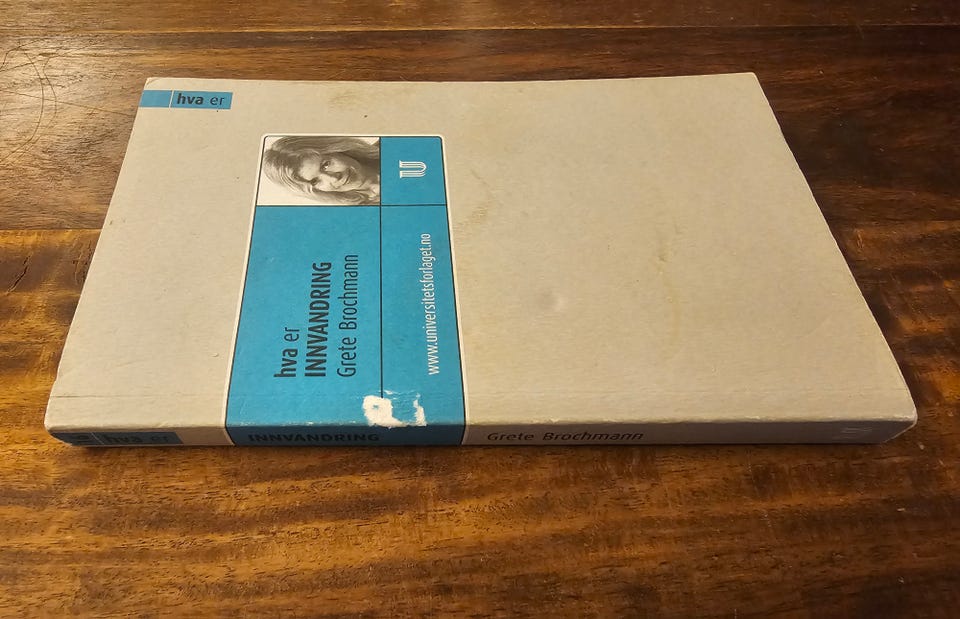 hva er
hva er
INNVANDRING
Grete Brochmann
www.universitetsforlaget.no
hva er
INNVANDRING
Grete Brochmann